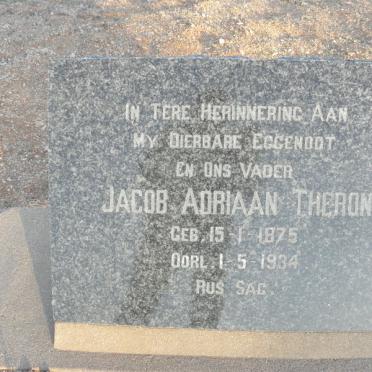 IN TERE HERINNERING AAN
MY DIERBARE EGGENOOT
EN ONS VADER
JACOB ADRIAAN THERON
GEB. 15-1-1875
OORL. 1-5-1934
RUS SAG.